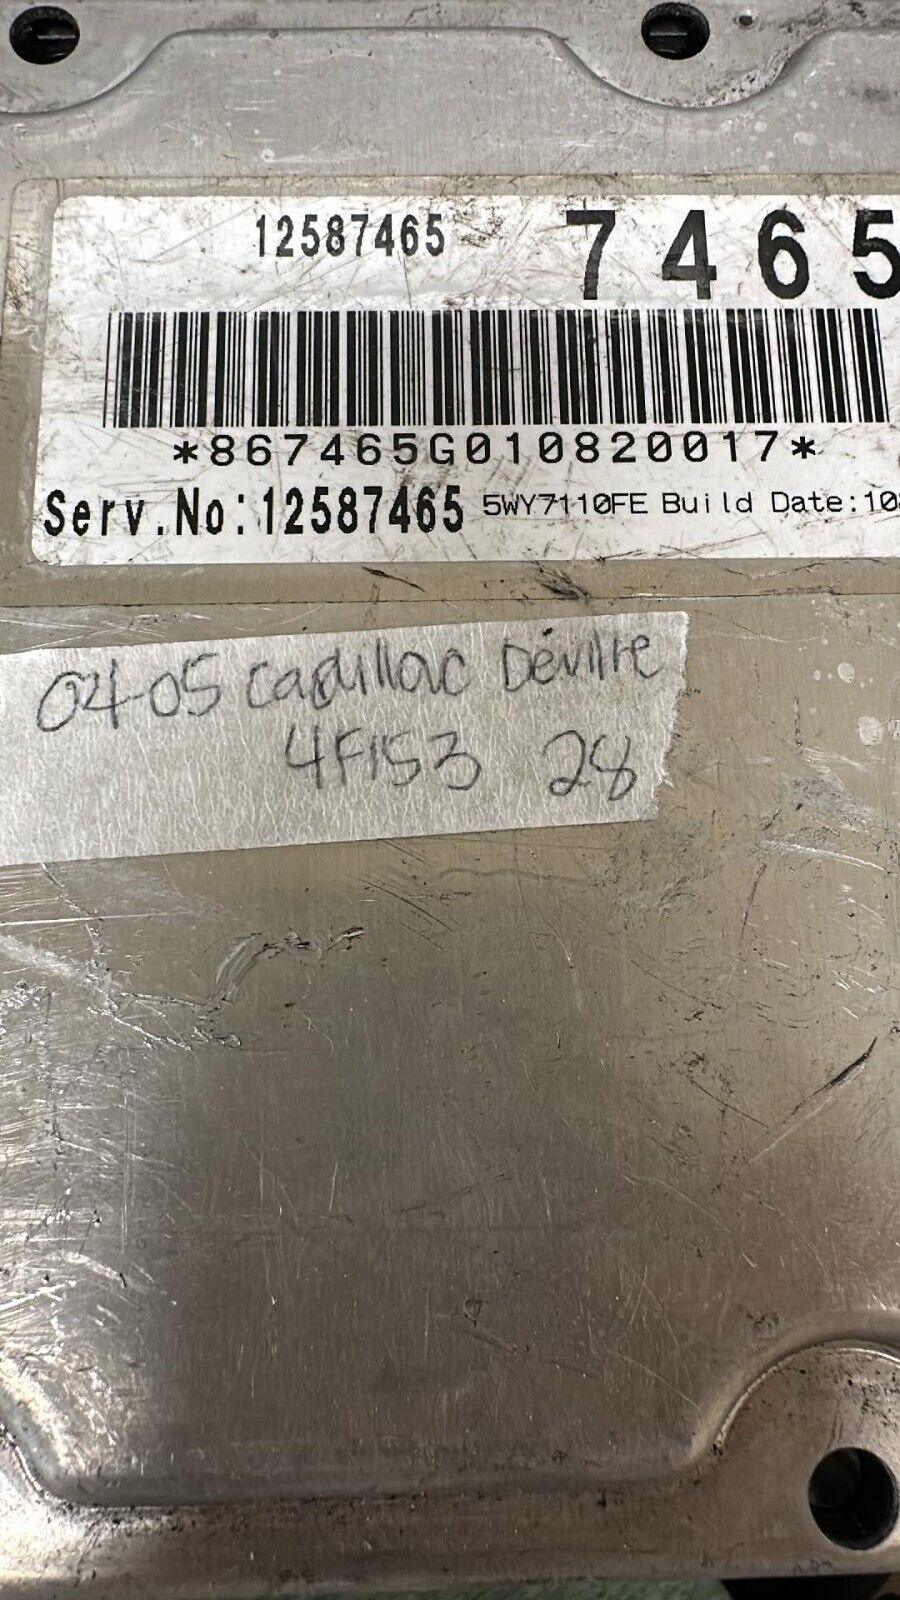 12587465 7465
*867465G010820017*
Serv.No:12587465 5WY7110FE Build Date:10
04-05 Cadillac Deville
4F153 28